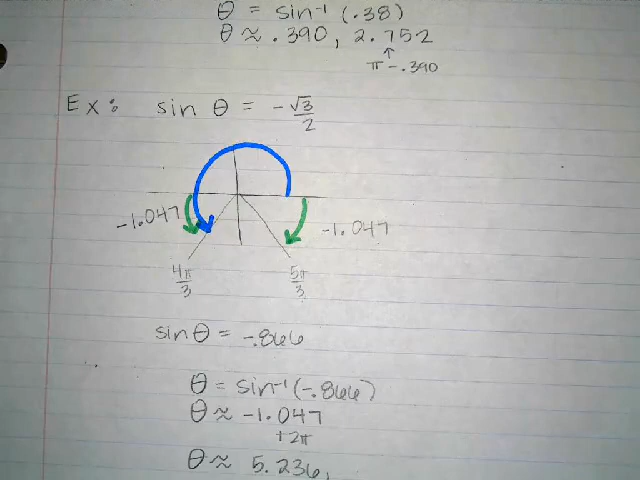 θ = sin⁻¹ (.38)
θ ≈ .390, 2.752
↑
π - .390
Ex: sin θ = -√3/2
-1.047
-1.047
4π/3
5π/3
sin θ = -.866
θ = sin⁻¹(-.866)
θ ≈ -1.047
+2π
θ ≈ 5.236,